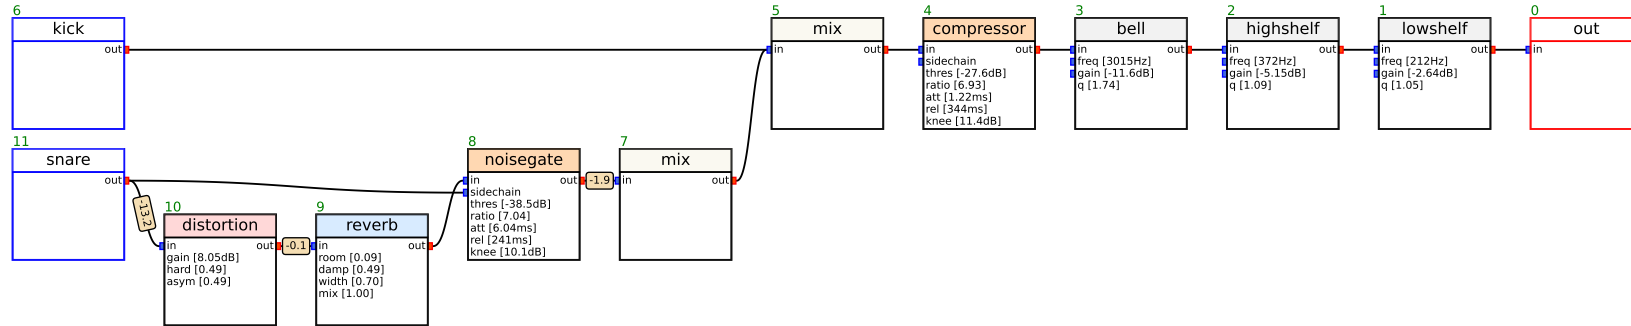 6
kick
out
5
mix
in
out
4
compressor
in
out
sidechain
thres [-27.6dB]
ratio [6.93]
att [1.22ms]
rel [344ms]
knee [11.4dB]
3
bell
in
out
freq [3015Hz]
gain [-11.6dB]
q [1.74]
2
highshelf
in
out
freq [372Hz]
gain [-5.15dB]
q [1.09]
1
lowshelf
in
out
freq [212Hz]
gain [-2.64dB]
q [1.05]
0
out
in
11
snare
out
-13.2
10
distortion
in
out
gain [8.05dB]
hard [0.49]
asym [0.49]
-0.1
9
reverb
in
out
room [0.09]
damp [0.49]
width [0.70]
mix [1.00]
8
noisegate
in
out
sidechain
thres [-38.5dB]
ratio [7.04]
att [6.04ms]
rel [241ms]
knee [10.1dB]
-1.9
7
mix
in
out